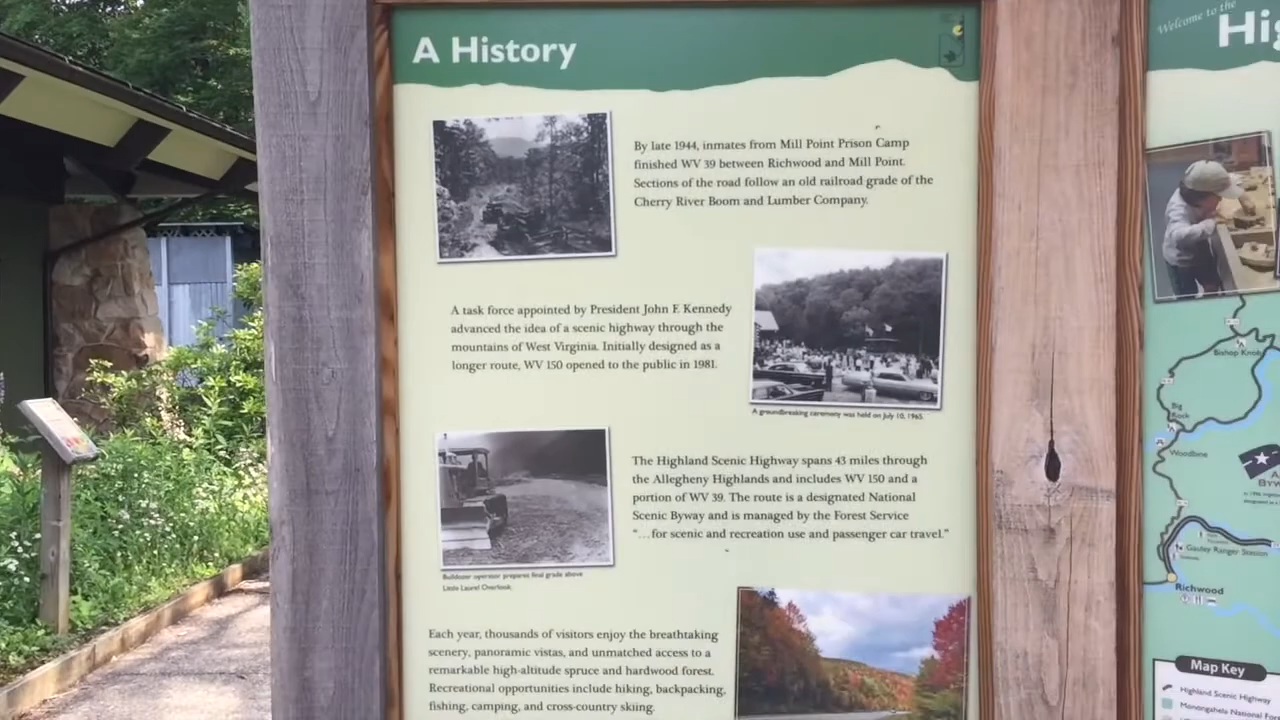 A History
By late 1944, inmates from Mill Point Prison Camp
finished WV 39 between Richwood and Mill Point.
Sections of the road follow an old railroad grade of the
Cherry River Boom and Lumber Company.
A task force appointed by President John F. Kennedy
advanced the idea of a scenic highway through the
mountains of West Virginia. Initially designed as a
longer route, WV 150 opened to the public in 1981.
A groundbreaking ceremony was held on July 10, 1965.
The Highland Scenic Highway spans 43 miles through
the Allegheny Highlands and includes WV 150 and a
portion of WV 39. The route is a designated National
Scenic Byway and is managed by the Forest Service
“…for scenic and recreation use and passenger car travel.”
Bulldozer operator prepares final grade above
Little Laurel Overlook.
Each year, thousands of visitors enjoy the breathtaking
scenery, panoramic vistas, and unmatched access to a
remarkable high-altitude spruce and hardwood forest.
Recreational opportunities include hiking, backpacking,
fishing, camping, and cross-country skiing.
Welcome to the
Hig
Bishop Knob
Big
Rock
Woodbine
Gauley Ranger Station
Richwood
Map Key
Highland Scenic Highway
Monongahela National